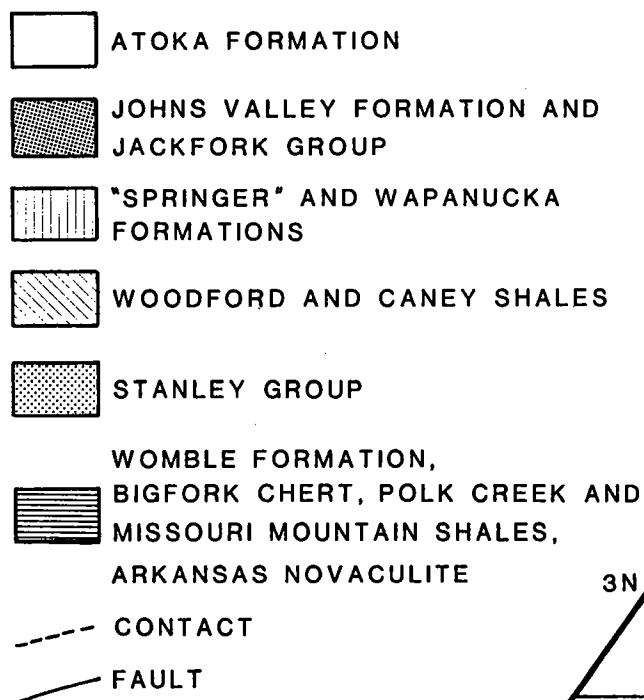 ATOKA FORMATION
JOHNS VALLEY FORMATION AND
JACKFORK GROUP
"SPRINGER" AND WAPANUCKA
FORMATIONS
WOODFORD AND CANEY SHALES
STANLEY GROUP
WOMBLE FORMATION,
BIGFORK CHERT, POLK CREEK AND
MISSOURI MOUNTAIN SHALES,
ARKANSAS NOVACULITE
3N
CONTACT
FAULT